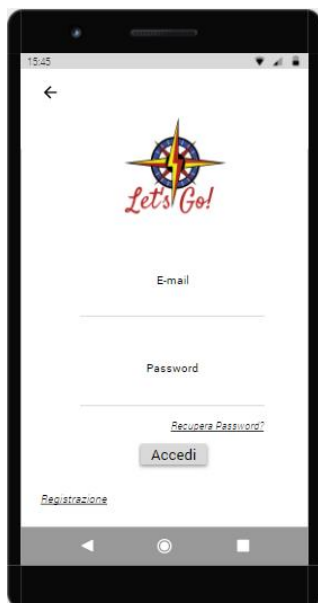 15:45
Let's Go!
E-mail
Password
Recupera Password?
Accedi
Registrazione